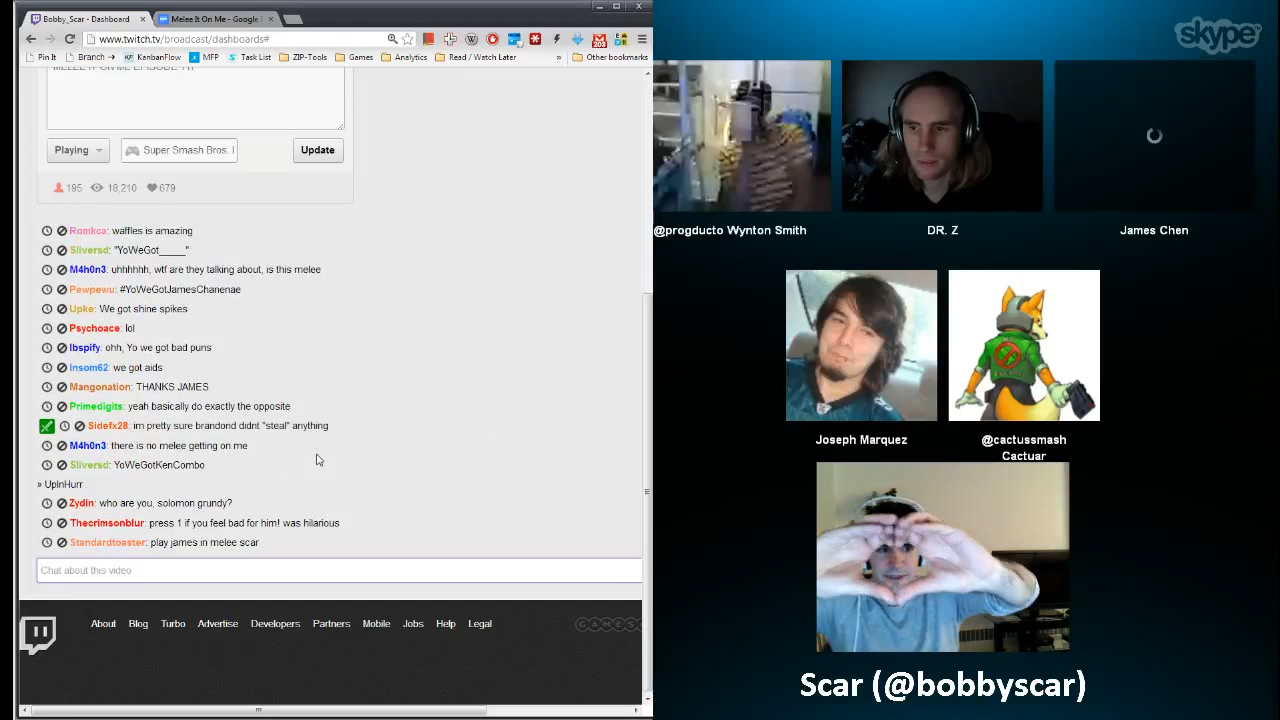 Bobby_Scar - Dashboard
Melee It On Me - Google
www.twitch.tv/broadcast/dashboards#
203
Pin It
Branch →
KanbanFlow
MFP
Task List
ZIP-Tools
Games
Analytics
Read / Watch Later
»
Other bookmarks
Playing
Super Smash Bros.
Update
195
18,210
679
Romkca: waffles is amazing
Sliversd: "YoWeGot_____"
M4h0n3: uhhhhhh, wtf are they talking about, is this melee
Pewpewu: #YoWeGotJamesChanenae
Upke: We got shine spikes
Psychoace: lol
Ibspify: ohh, Yo we got bad puns
Insom62: we got aids
Mangonation: THANKS JAMES
Primedigits: yeah basically do exactly the opposite
Sidefx28: im pretty sure brandond didnt "steal" anything
M4h0n3: there is no melee getting on me
Sliversd: YoWeGotKenCombo
» UpInHurr
Zydin: who are you, solomon grundy?
Thecrimsonblur: press 1 if you feel bad for him! was hilarious
Standardtoaster: play james in melee scar
Chat about this video
About
Blog
Turbo
Advertise
Developers
Partners
Mobile
Jobs
Help
Legal
skype
@progducto Wynton Smith
DR. Z
James Chen
Joseph Marquez
@cactussmash
Cactuar
Scar (@bobbyscar)